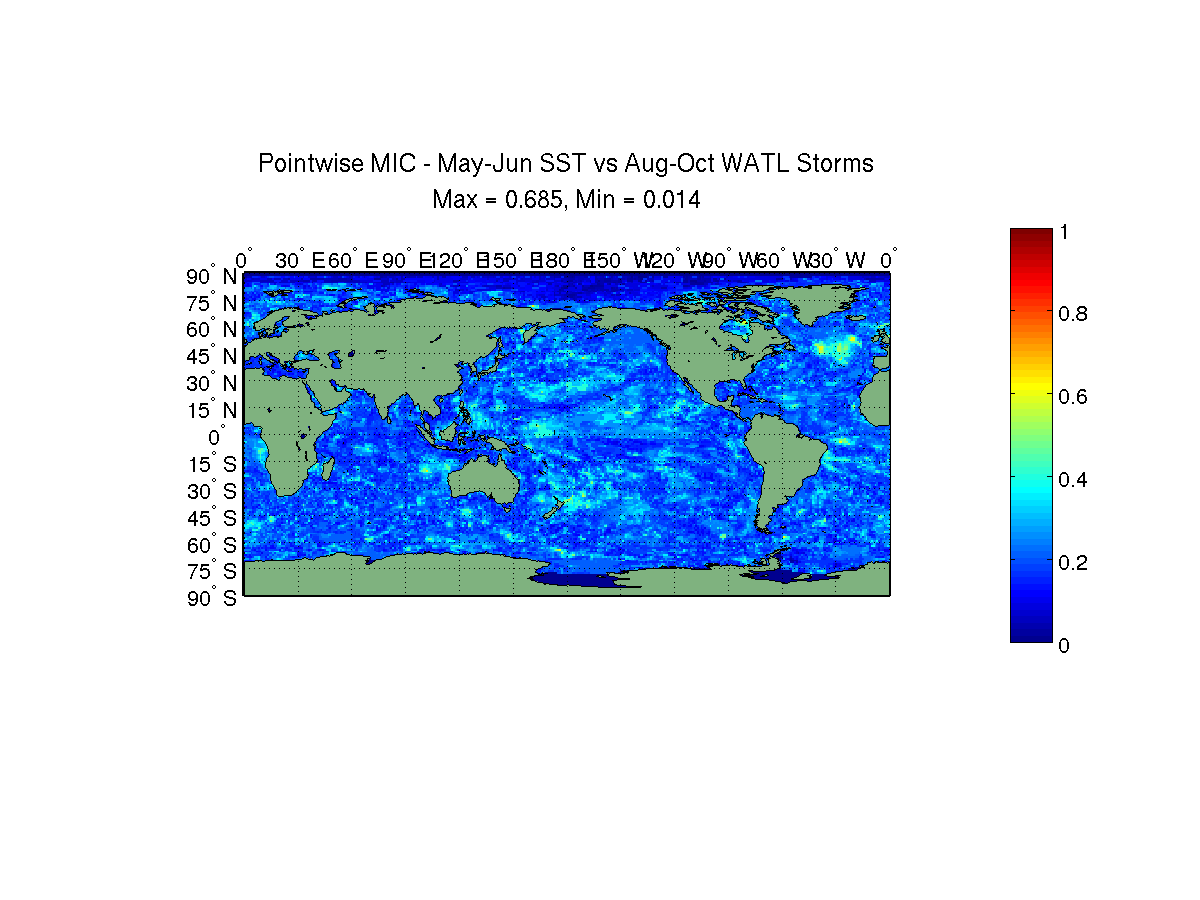 Pointwise MIC - May-Jun SST vs Aug-Oct WATL Storms
Max = 0.685, Min = 0.014
0° 30° E 60° E 90° E 120° E 150° E 180° E 150° W 120° W 90° W 60° W 30° W 0°
90° N
75° N
60° N
45° N
30° N
15° N
0°
15° S
30° S
45° S
60° S
75° S
90° S
1
0.8
0.6
0.4
0.2
0